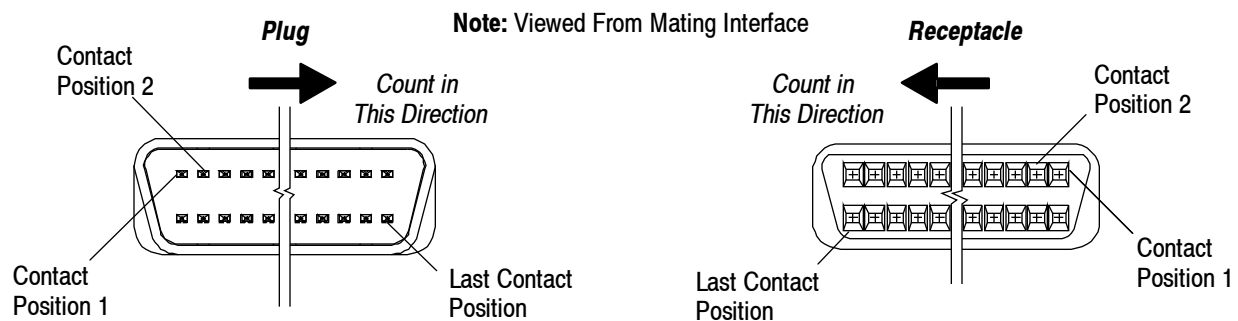 Note: Viewed From Mating Interface
Plug
Contact
Position 2
Count in
This Direction
Contact
Position 1
Last Contact
Position
Receptacle
Count in
This Direction
Contact
Position 2
Last Contact
Position
Contact
Position 1